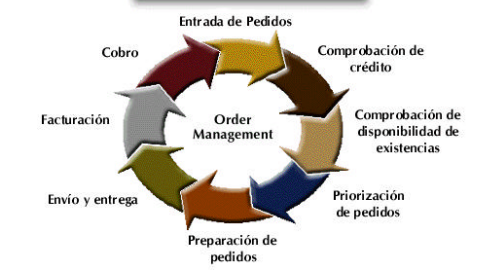 Entrada de Pedidos
Comprobación de
crédito
Comprobación de
disponibilidad de
existencias
Priorización
de pedidos
Preparación de
pedidos
Envío y entrega
Facturación
Cobro
Order
Management